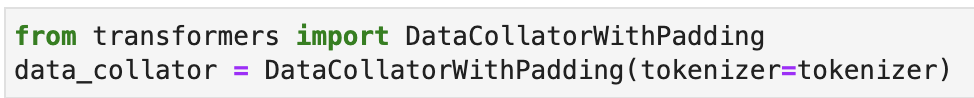 from transformers import DataCollatorWithPadding
data_collator = DataCollatorWithPadding(tokenizer=tokenizer)